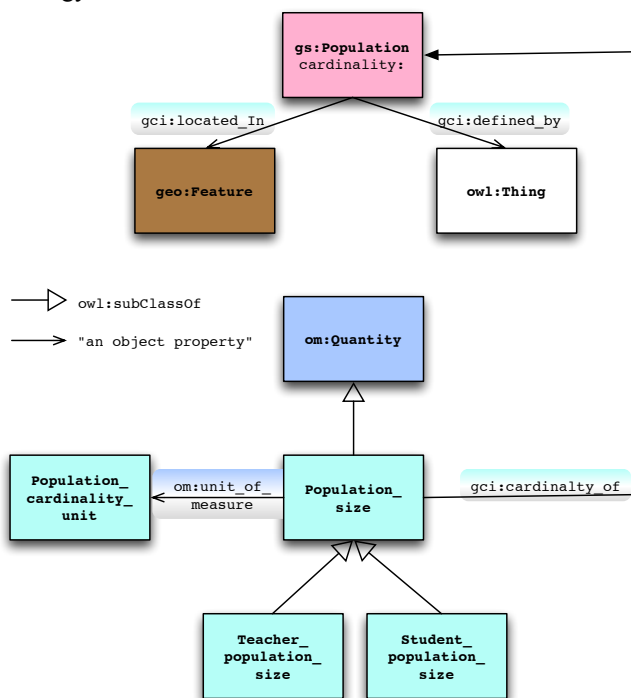 gs:Population
cardinality:
gci:located_In
gci:defined_by
geo:Feature
owl:Thing
owl:subClassOf
"an object property"
om:Quantity
Population_
cardinality_
unit
om:unit_of_
measure
Population_
size
gci:cardinalty_of
Teacher_
population_
size
Student_
population_
size